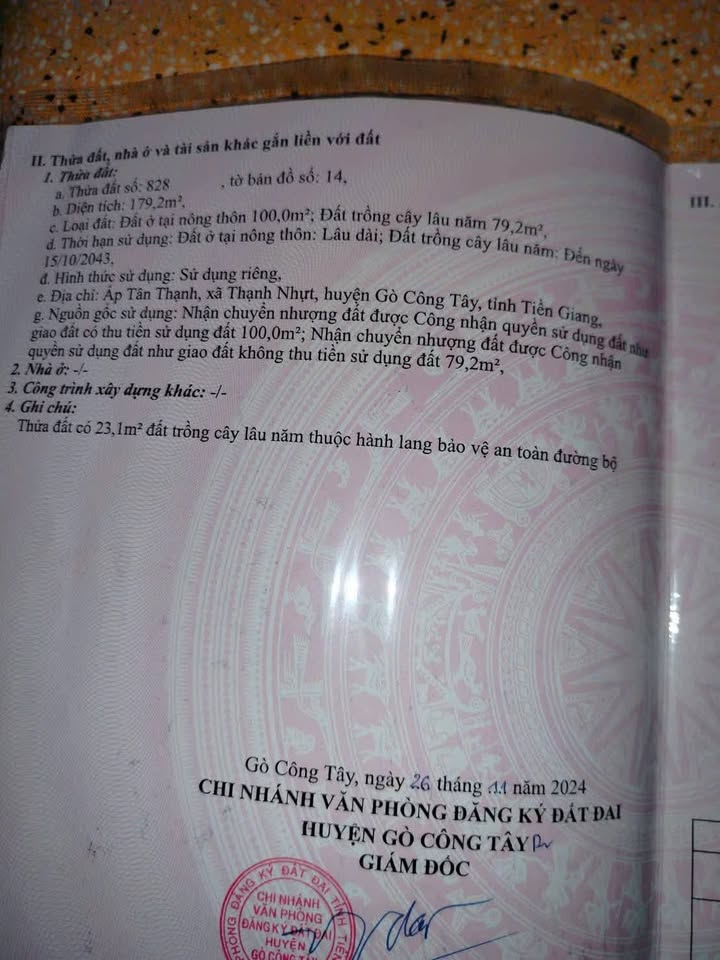 II. Thửa đất, nhà ở và tài sản khác gắn liền với đất
1. Thửa đất:
a. Thửa đất số: 828 , tờ bản đồ số: 14,
b. Diện tích: 179,2m²,
c. Loại đất: Đất ở tại nông thôn 100,0m²; Đất trồng cây lâu năm 79,2m²,
d. Thời hạn sử dụng: Đất ở tại nông thôn: Lâu dài; Đất trồng cây lâu năm: Đến ngày
15/10/2043,
đ. Hình thức sử dụng: Sử dụng riêng,
e. Địa chỉ: Ấp Tân Thạnh, xã Thạnh Nhựt, huyện Gò Công Tây, tỉnh Tiền Giang,
g. Nguồn gốc sử dụng: Nhận chuyển nhượng đất được Công nhận quyền sử dụng đất như
giao đất có thu tiền sử dụng đất 100,0m²; Nhận chuyển nhượng đất được Công nhận
quyền sử dụng đất như giao đất không thu tiền sử dụng đất 79,2m²,
2. Nhà ở: -/-
3. Công trình xây dựng khác: -/-
4. Ghi chú:
Thửa đất có 23,1m² đất trồng cây lâu năm thuộc hành lang bảo vệ an toàn đường bộ
III.
Gò Công Tây, ngày 26 tháng 11 năm 2024
CHI NHÁNH VĂN PHÒNG ĐĂNG KÝ ĐẤT ĐAI
HUYỆN GÒ CÔNG TÂY
GIÁM ĐỐC
PHÒNG ĐĂNG KÝ ĐẤT ĐAI TỈNH TIỀN
CHI NHÁNH
VĂN PHÒNG
ĐĂNG KÝ ĐẤT ĐAI
HUYỆN
GÒ CÔNG TÂY